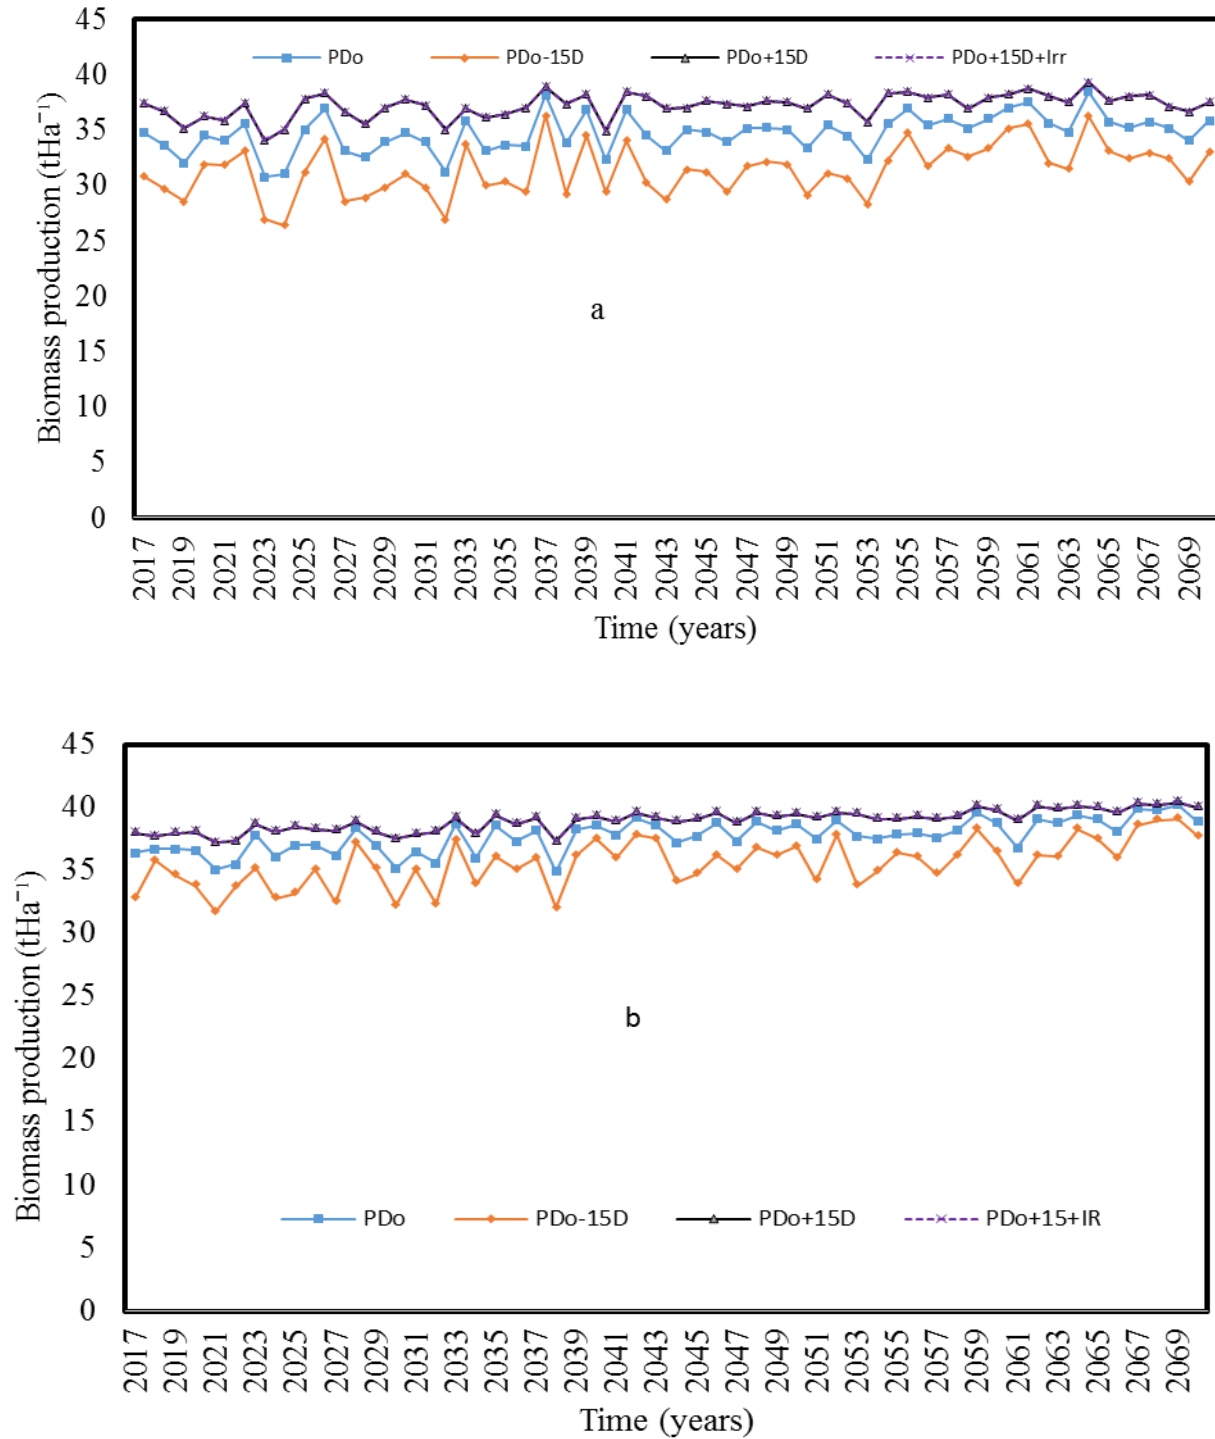 45
40
35
30
25
20
15
10
5
0
Biomass production (tHa⁻¹)
PDo PDo-15D PDo+15D PDo+15D+Irr
a
2017 2019 2021 2023 2025 2027 2029 2031 2033 2035 2037 2039 2041 2043 2045 2047 2049 2051 2053 2055 2057 2059 2061 2063 2065 2067 2069
Time (years)
45
40
35
30
25
20
15
10
5
0
Biomass production (tHa⁻¹)
b
PDo PDo-15D PDo+15D PDo+15+IR
2017 2019 2021 2023 2025 2027 2029 2031 2033 2035 2037 2039 2041 2043 2045 2047 2049 2051 2053 2055 2057 2059 2061 2063 2065 2067 2069
Time (years)